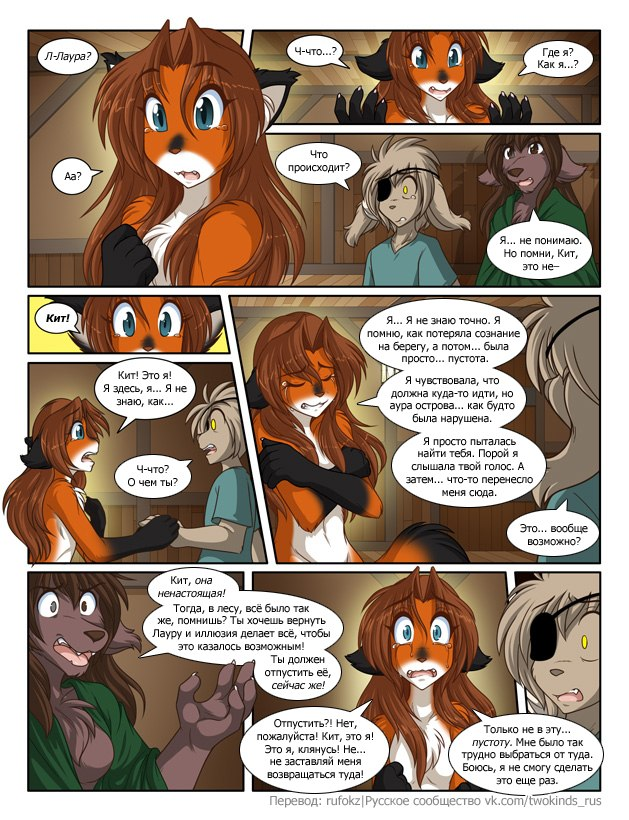 Л-Лаура?
Аа?
Ч-что...?
Где я?
Как я...?
Что
происходит?
Я... не понимаю.
Но помни, Кит,
это не–
Кит!
Кит! Это я!
Я здесь, я... Я не
знаю, как...
Ч-что?
О чем ты?
Я... Я не знаю точно. Я
помню, как потеряла сознание
на берегу, а потом... была
просто... пустота.
Я чувствовала, что
должна куда-то идти, но
аура острова... как будто
была нарушена.
Я просто пыталась
найти тебя. Порой я
слышала твой голос. А
затем... что-то перенесло
меня сюда.
Это... вообще
возможно?
Кит, она
ненастоящая!
Тогда, в лесу, всё было так
же, помнишь? Ты хочешь вернуть
Лауру и иллюзия делает всё, чтобы
это казалось возможным!
Ты должен
отпустить её,
сейчас же!
Отпустить?! Нет,
пожалуйста! Кит, это я!
Это я, клянусь! Не...
не заставляй меня
возвращаться туда!
Только не в эту...
пустоту. Мне было так
трудно выбраться от туда.
Боюсь, я не смогу сделать
это еще раз.
Перевод: rufokz|Русское сообщество vk.com/twokinds_rus